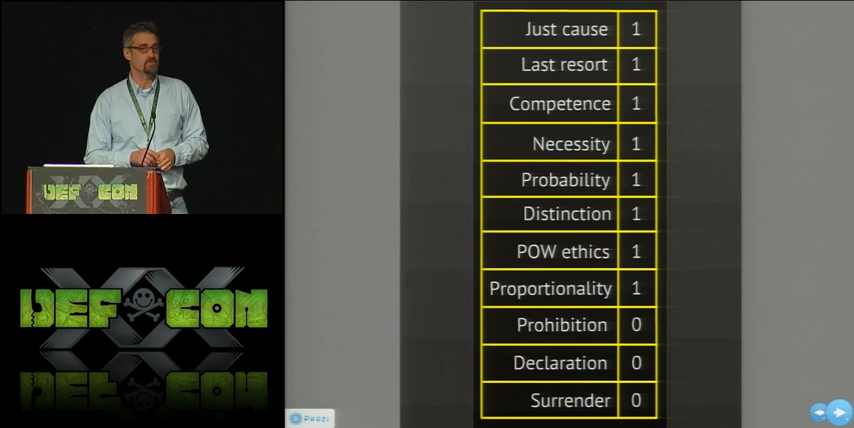 DEF CON
XX
DEF CON
Just cause 1
Last resort 1
Competence 1
Necessity 1
Probability 1
Distinction 1
POW ethics 1
Proportionality 1
Prohibition 0
Declaration 0
Surrender 0
Prezi